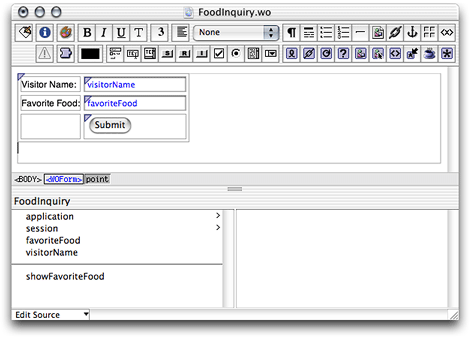 FoodInquiry.wo
B I U T 3 None FF
Visitor Name: visitorName
Favorite Food: favoriteFood
Submit
<BODY> <WOForm> point
FoodInquiry
application >
session >
favoriteFood
visitorName
showFavoriteFood
Edit Source